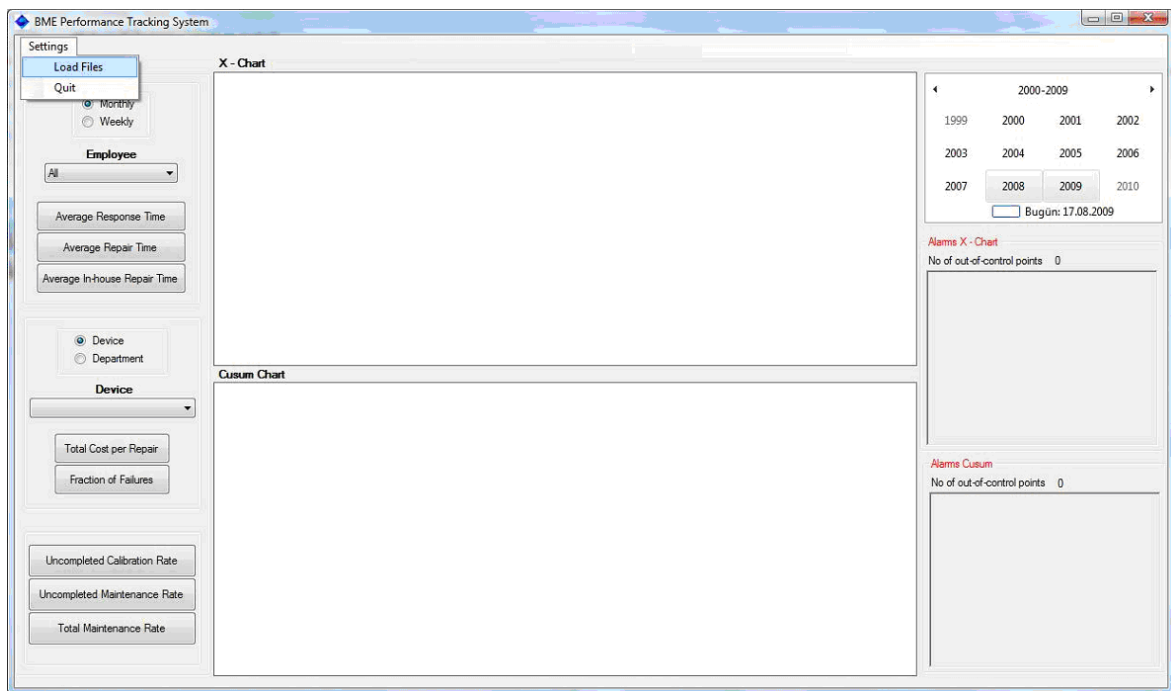 BME Performance Tracking System
Settings
Load Files
Quit
Monthly
Weekly
Employee
All
Average Response Time
Average Repair Time
Average In-house Repair Time
Device
Department
Device
Total Cost per Repair
Fraction of Failures
Uncompleted Calibration Rate
Uncompleted Maintenance Rate
Total Maintenance Rate
X - Chart
Cusum Chart
2000-2009
1999 2000 2001 2002
2003 2004 2005 2006
2007 2008 2009 2010
Bugün: 17.08.2009
Alarms X - Chart
No of out-of-control points 0
Alarms Cusum
No of out-of-control points 0